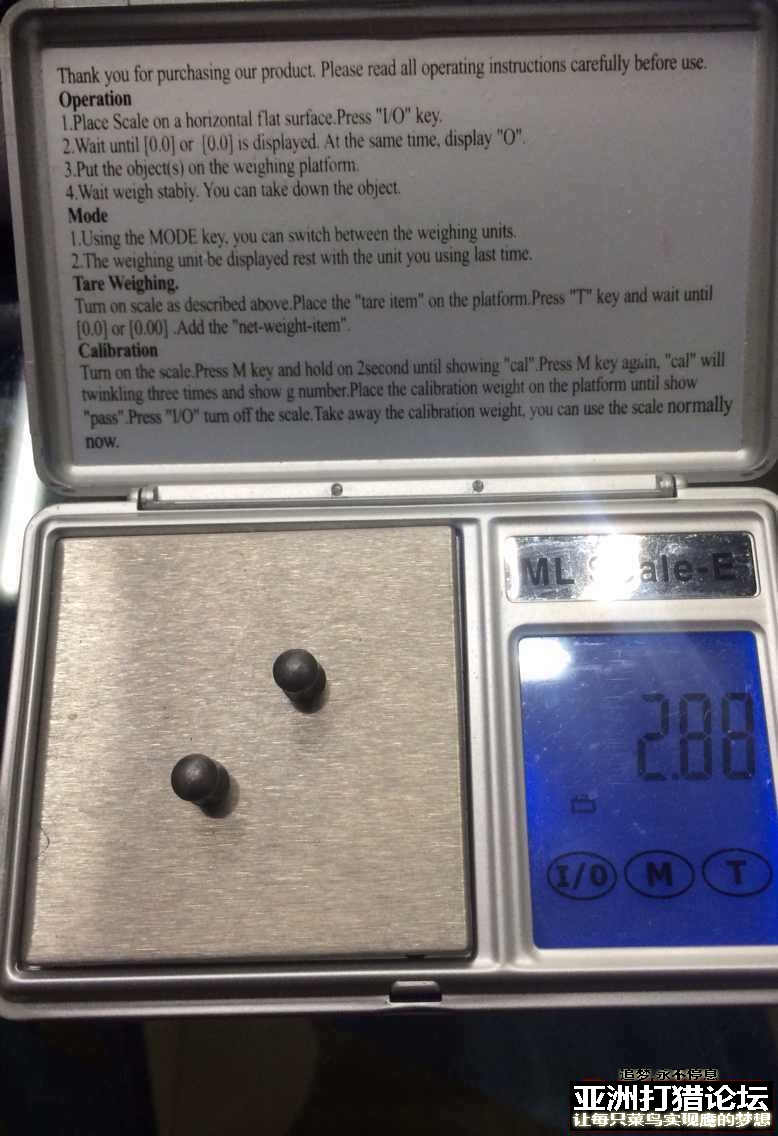 Thank you for purchasing our product. Please read all operating instructions carefully before use.
Operation
1.Place Scale on a horizontal flat surface.Press "I/O" key.
2.Wait until [0.0] or [0.0] is displayed. At the same time, display "O".
3.Put the object(s) on the weighing platform.
4.Wait weigh stabiy. You can take down the object.
Mode
1.Using the MODE key, you can switch between the weighing units.
2.The weighing unit be displayed rest with the unit you using last time.
Tare Weighing.
Turn on scale as described above.Place the "tare item" on the platform.Press "T" key and wait until
[0.0] or [0.00] .Add the "net-weight-item".
Calibration
Turn on the scale.Press M key and hold on 2second until showing "cal".Press M key again, "cal" will
twinkling three times and show g number.Place the calibration weight on the platform until show
"pass".Press "I/O" turn off the scale.Take away the calibration weight, you can use the scale normally
now.
ML Scale-E
2.88
I/O M T
追梦,永不停息
亚洲打猎论坛
让每只菜鸟实现鹰的梦想